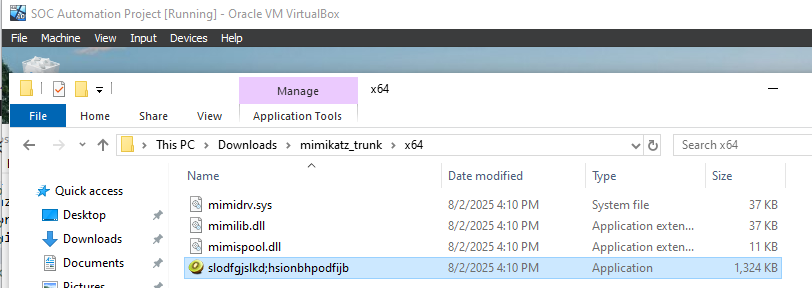 SOC Automation Project [Running] - Oracle VM VirtualBox
File Machine View Input Devices Help
Manage x64
File Home Share View Application Tools
This PC > Downloads > mimikatz_trunk > x64 Search x64
Name Date modified Type Size
Quick access
mimidrv.sys 8/2/2025 4:10 PM System file 37 KB
Desktop
mimilib.dll 8/2/2025 4:10 PM Application exten... 37 KB
Downloads
mimispool.dll 8/2/2025 4:10 PM Application exten... 11 KB
Documents
slodfgjslkd;hsionbhpodfijb 8/2/2025 4:10 PM Application 1,324 KB